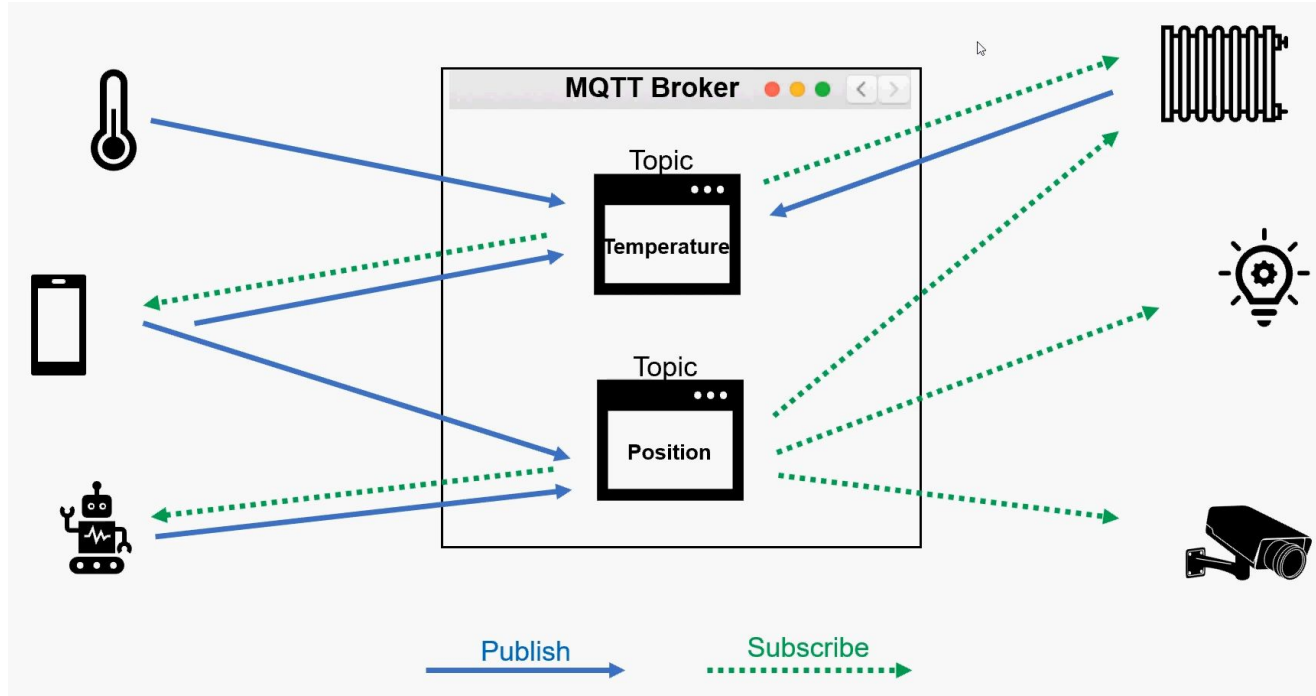 MQTT Broker
Topic
Temperature
Topic
Position
Publish
Subscribe